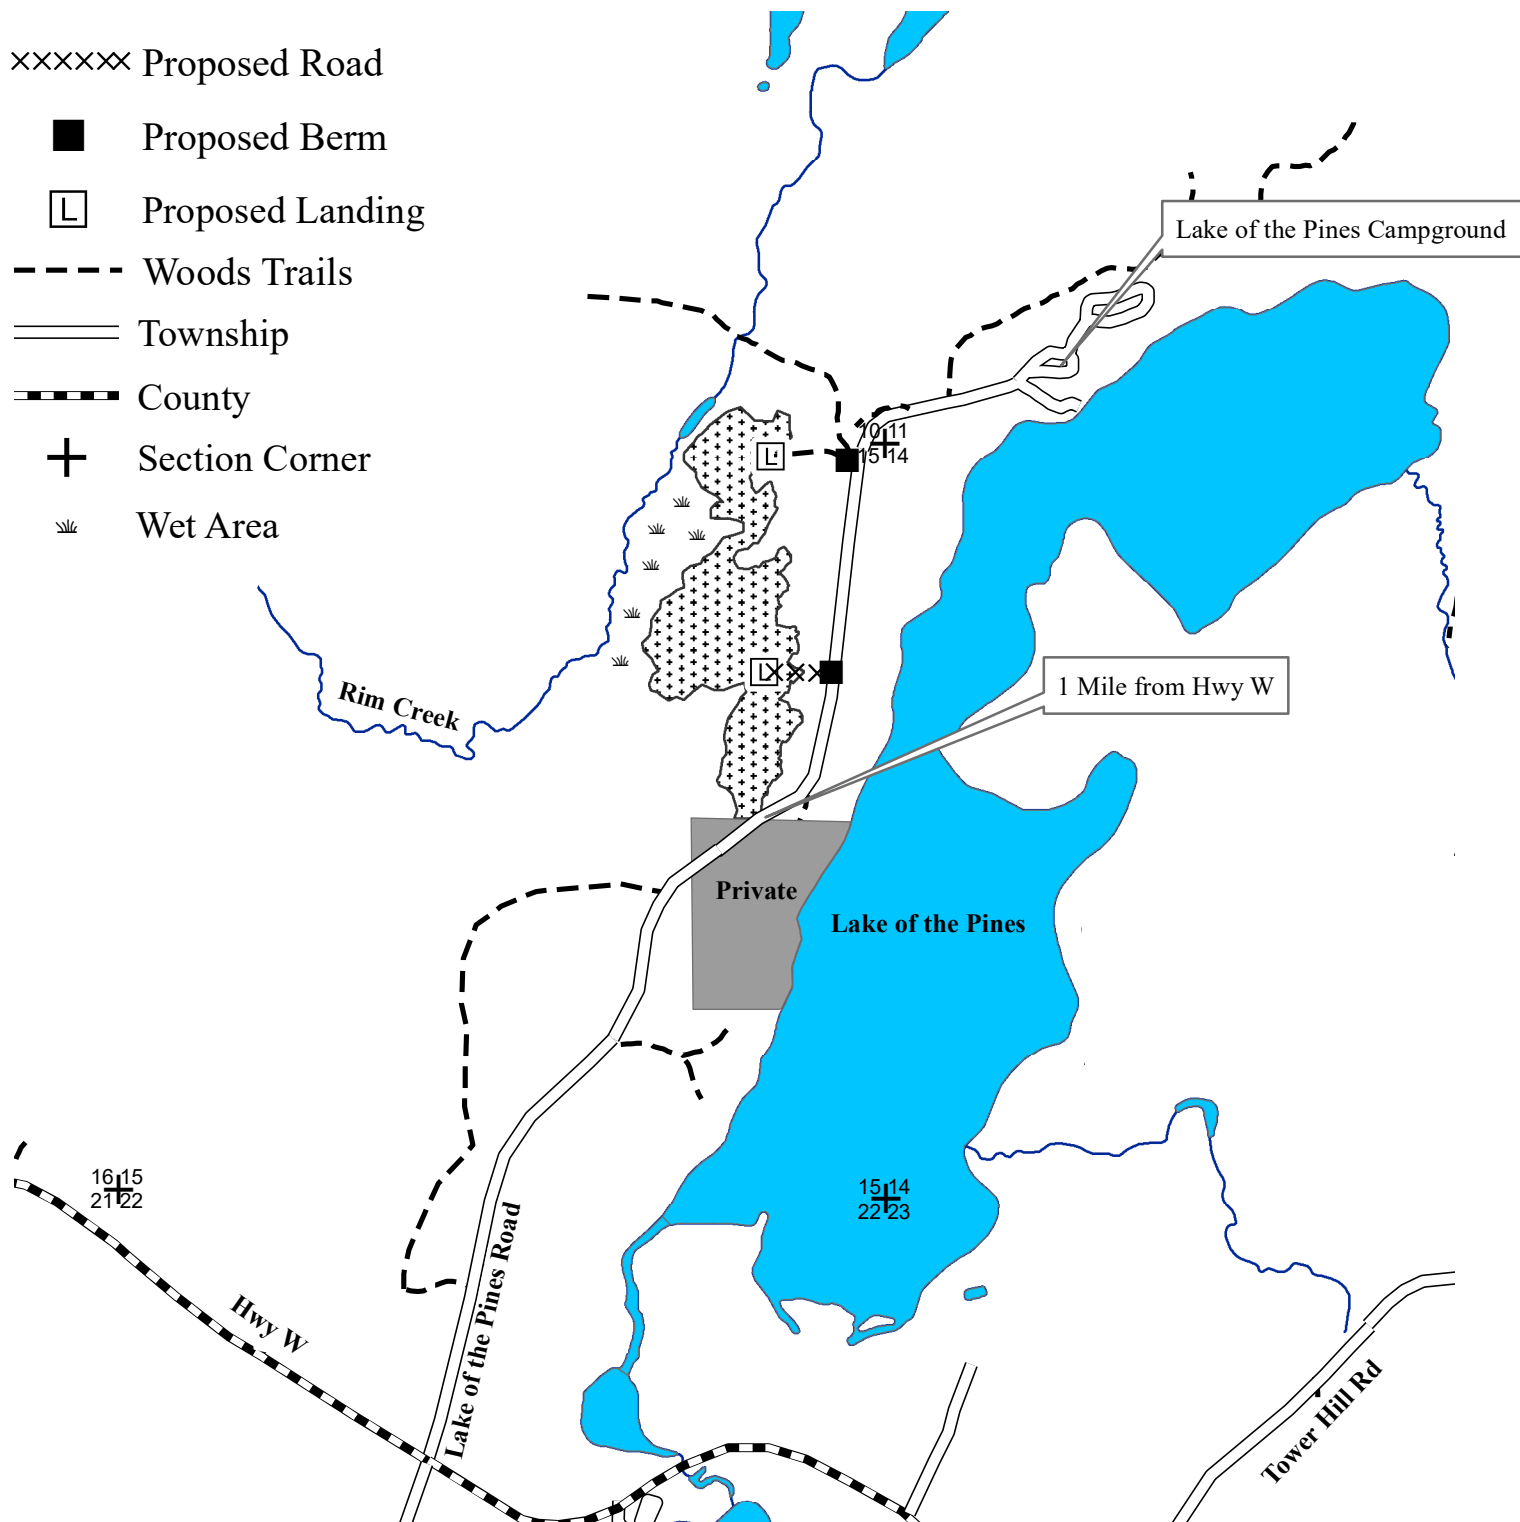 Proposed Road
Proposed Berm
L
Proposed Landing
Woods Trails
Township
County
Section Corner
Wet Area
Lake of the Pines Campground
10 11
15 14
L
L
Rim Creek
1 Mile from Hwy W
Private
Lake of the Pines
16 15
21 22
15 14
22 23
Lake of the Pines Road
Hwy W
Tower Hill Rd